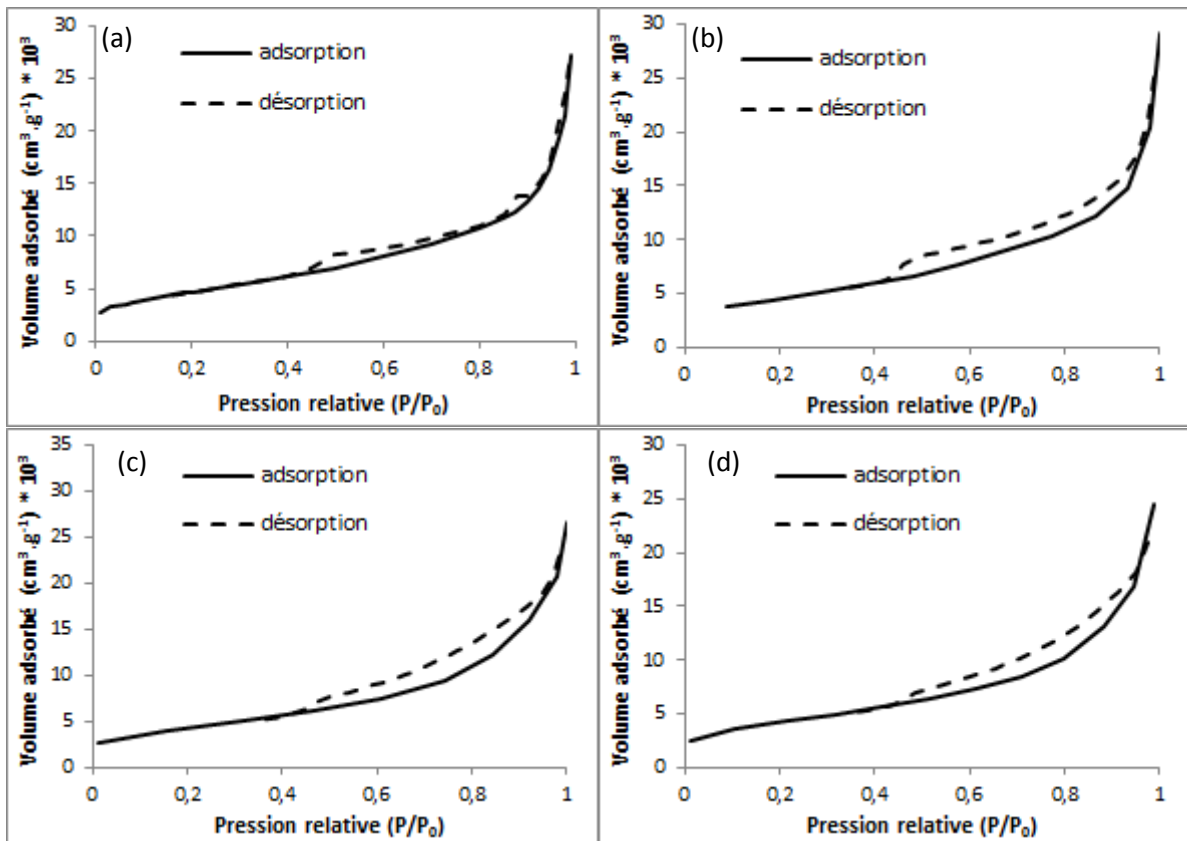 (a)
adsorption
désorption
Volume adsorbé (cm³.g⁻¹) * 10³
30
25
20
15
10
5
0
0 0,2 0,4 0,6 0,8 1
Pression relative (P/P₀)
(b)
adsorption
désorption
Volume adsorbé (cm³.g⁻¹) * 10³
30
25
20
15
10
5
0
0 0,2 0,4 0,6 0,8 1
Pression relative (P/P₀)
(c)
adsorption
désorption
Volume adsorbé (cm³.g⁻¹) * 10³
35
30
25
20
15
10
5
0
0 0,2 0,4 0,6 0,8 1
Pression relative (P/P₀)
(d)
adsorption
désorption
Volume adsorbé (cm³.g⁻¹) * 10³
30
25
20
15
10
5
0
0 0,2 0,4 0,6 0,8 1
Pression relative (P/P₀)